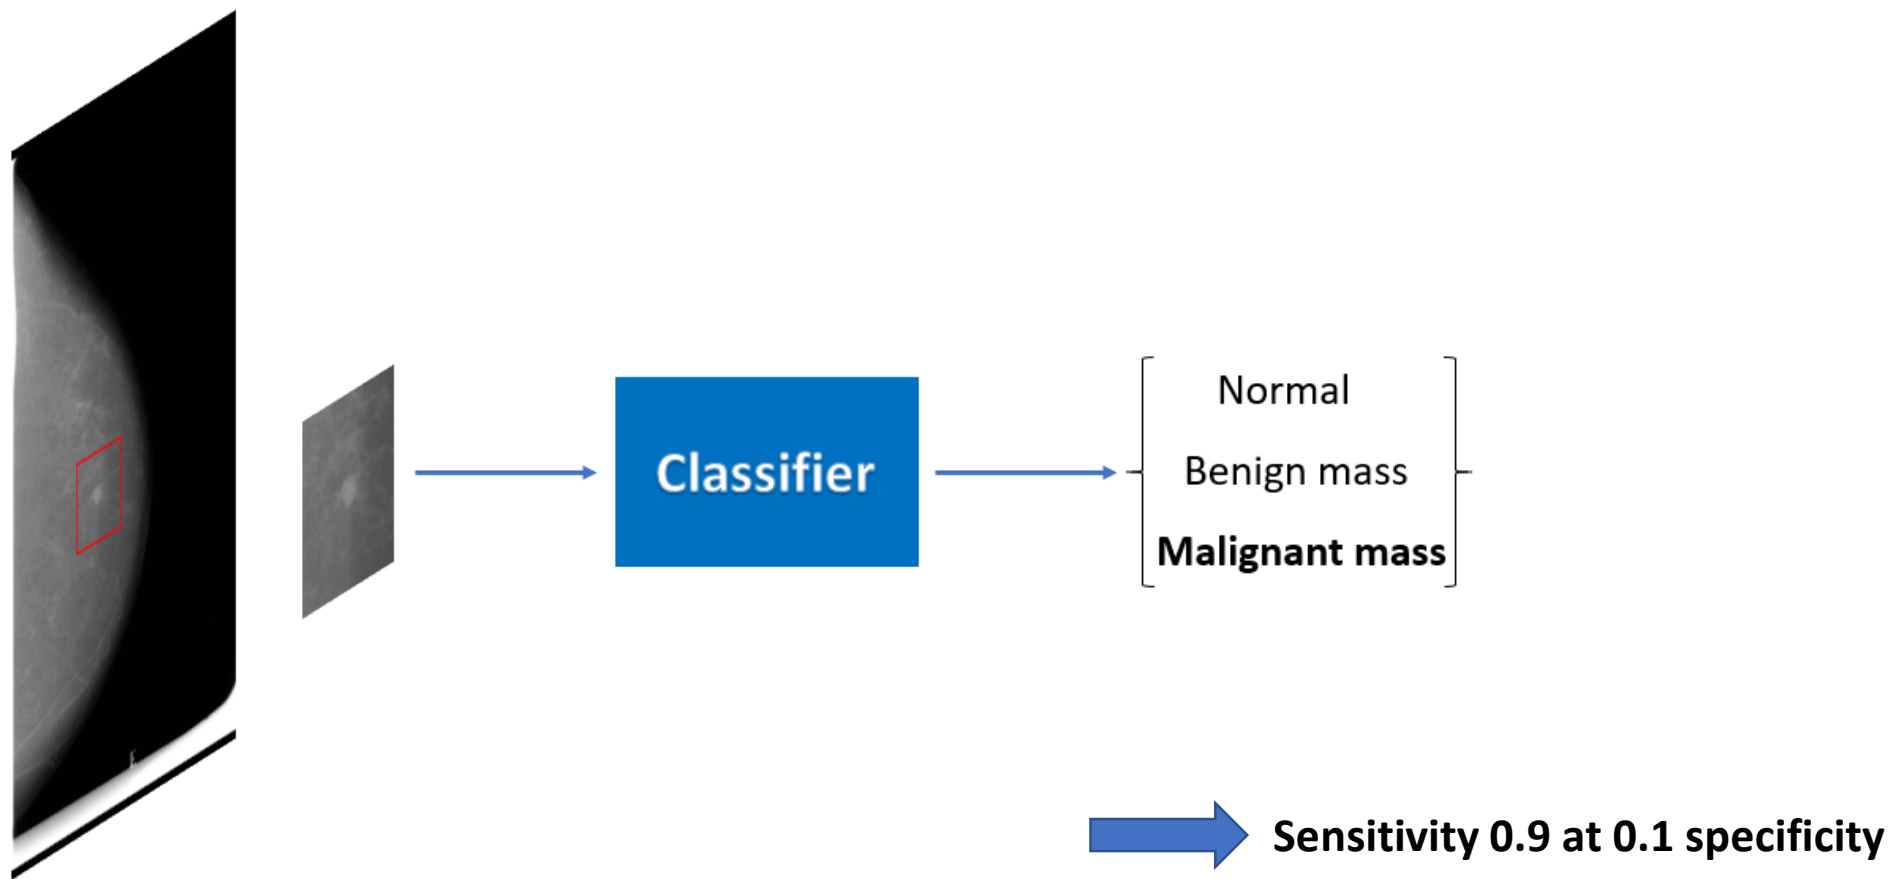 Classifier
Normal
Benign mass
Malignant mass
Sensitivity 0.9 at 0.1 specificity